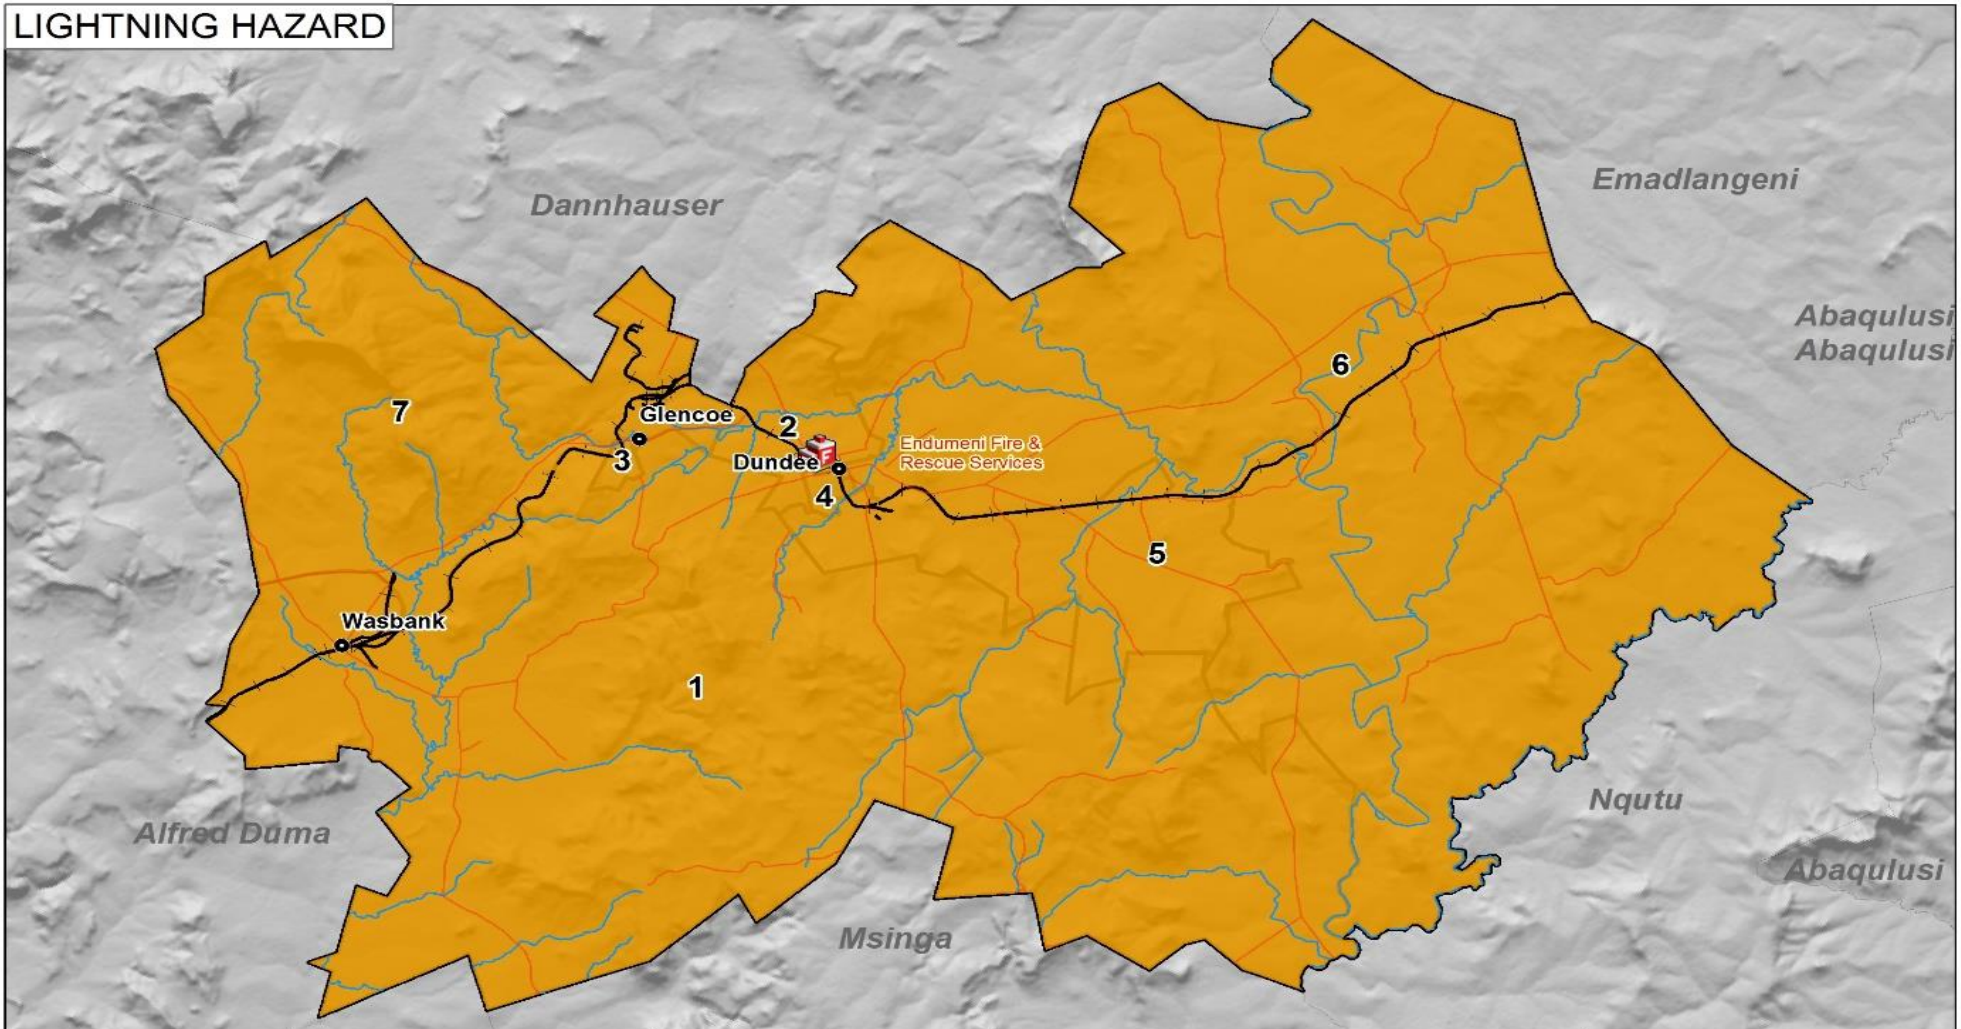 LIGHTNING HAZARD
Emadlangeni
Dannhauser
Abaqulusi
Abaqulusi
6
7
Glencoe
2
Endumeni Fire &
Rescue Services
3
Dundee
F
4
5
Wasbank
1
Nqutu
Alfred Duma
Abaqulusi
Msinga